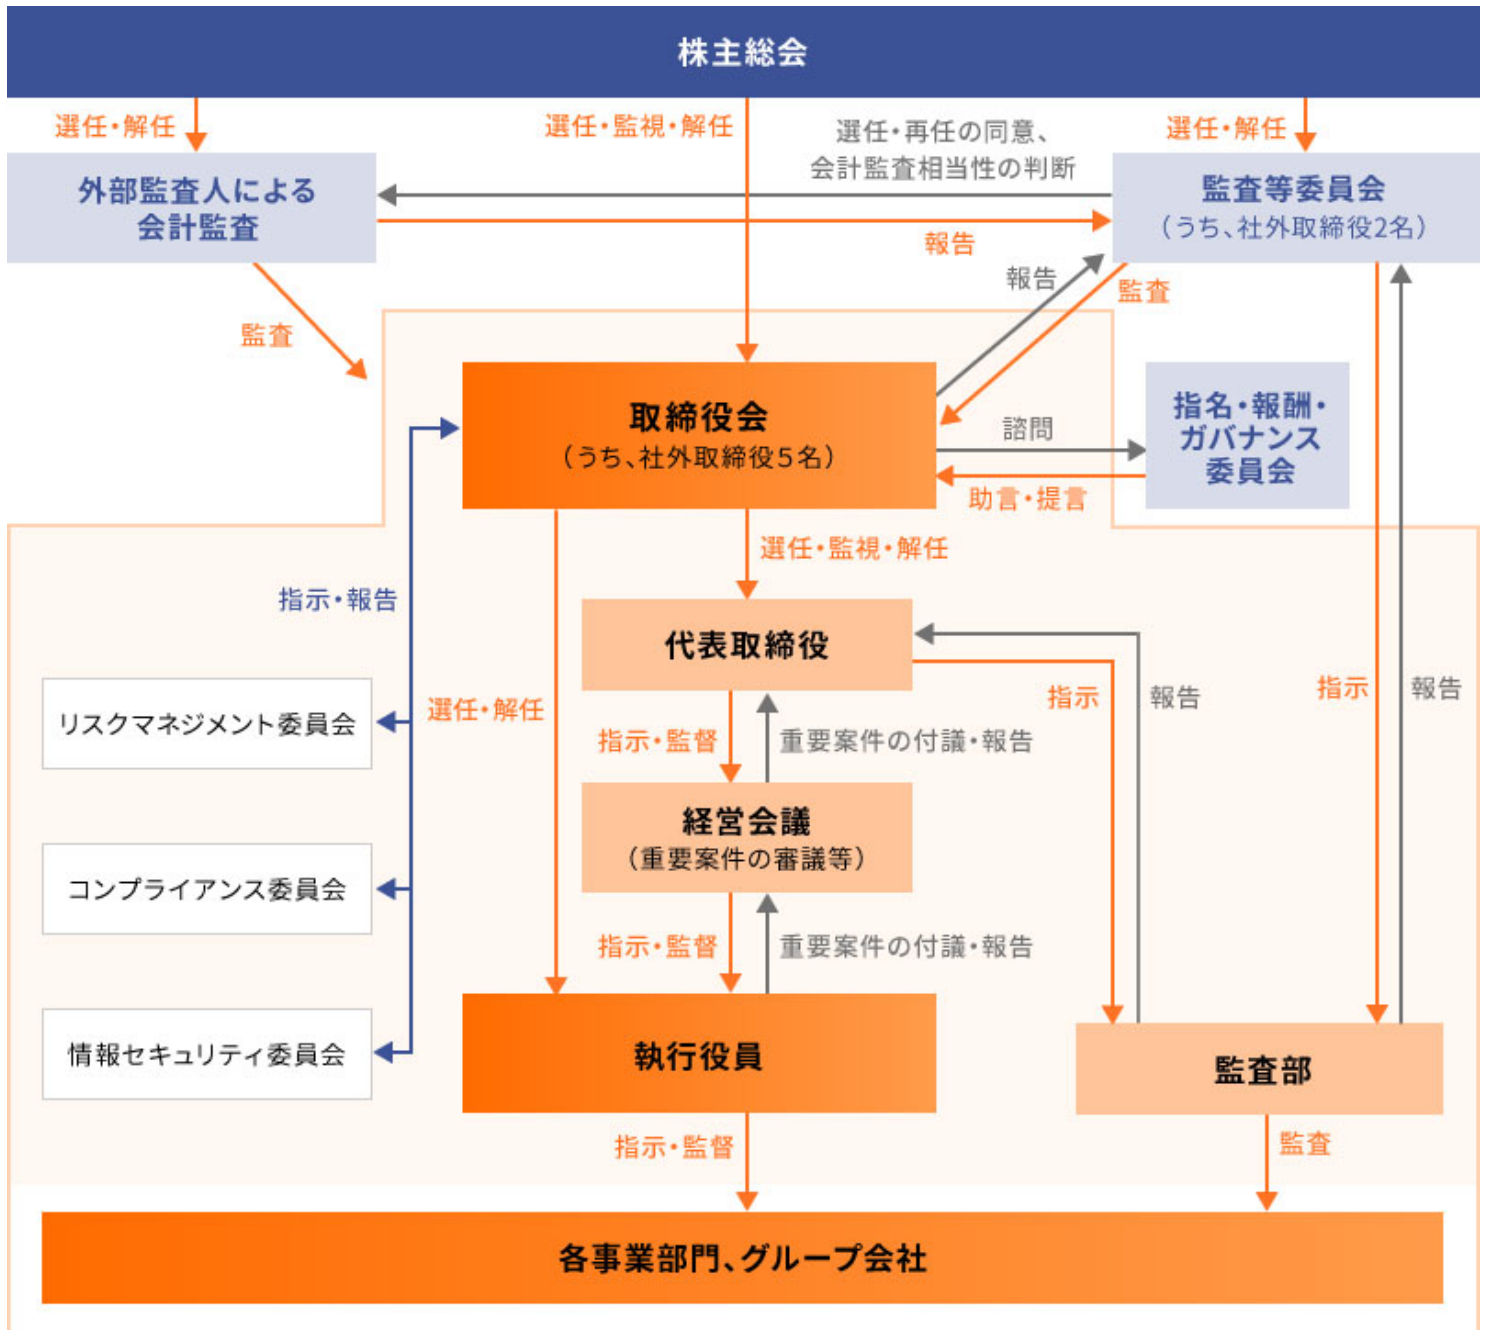 株主総会
選任・解任
選任・監視・解任
選任・再任の同意、
会計監査相当性の判断
選任・解任
外部監査人による
会計監査
監査等委員会
（うち、社外取締役2名）
報告
報告
監査
監査
取締役会
（うち、社外取締役5名）
諮問
助言・提言
指名・報酬・
ガバナンス
委員会
選任・監視・解任
指示・報告
代表取締役
指示
報告
指示
報告
リスクマネジメント委員会
選任・解任
指示・監督
重要案件の付議・報告
経営会議
（重要案件の審議等）
コンプライアンス委員会
指示・監督
重要案件の付議・報告
情報セキュリティ委員会
執行役員
監査部
指示・監督
監査
各事業部門、グループ会社